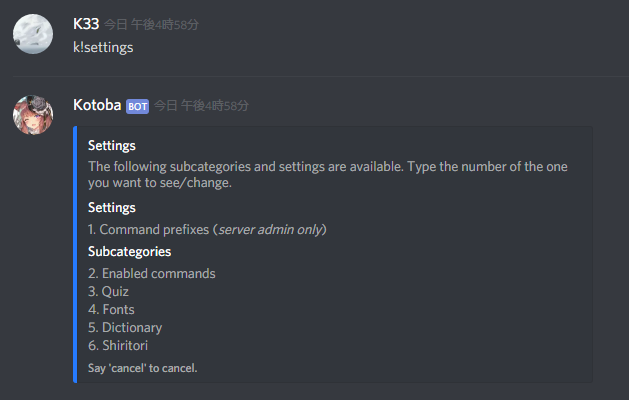 K33 今日 午後4時58分
k!settings
Kotoba BOT 今日 午後4時58分
Settings
The following subcategories and settings are available. Type the number of the one
you want to see/change.
Settings
1. Command prefixes (server admin only)
Subcategories
2. Enabled commands
3. Quiz
4. Fonts
5. Dictionary
6. Shiritori
Say 'cancel' to cancel.